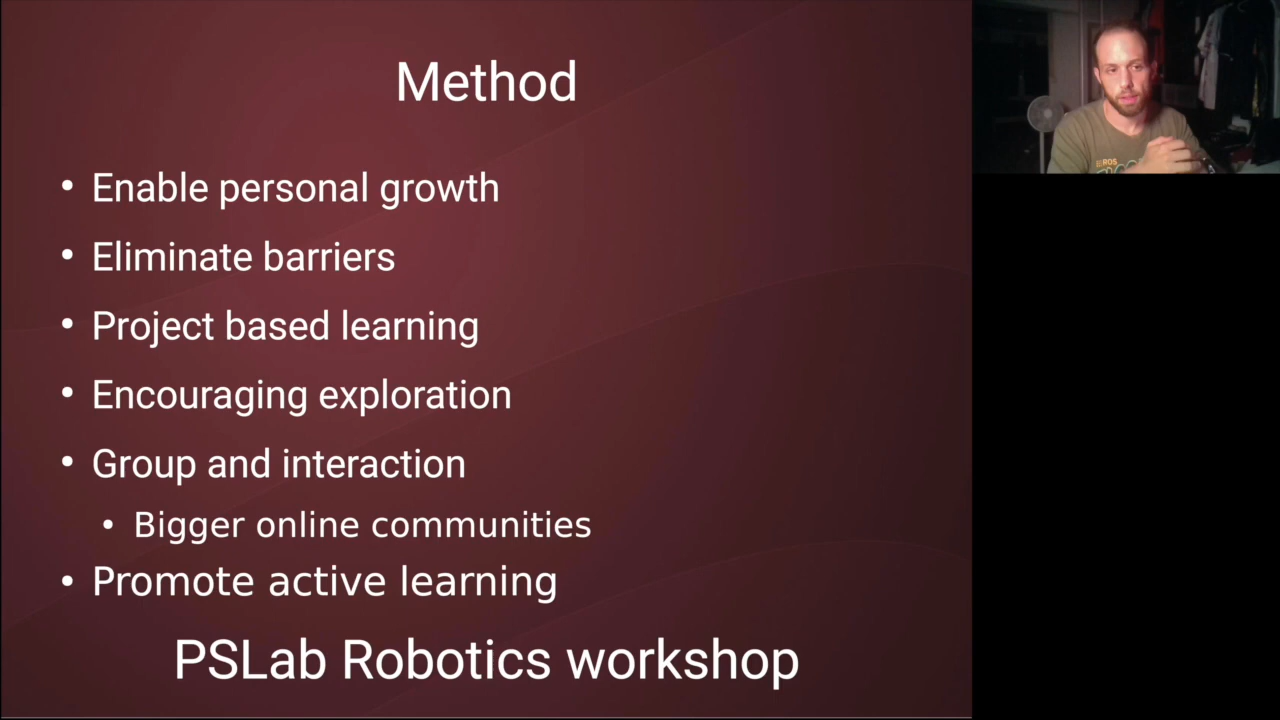 Method
• Enable personal growth
• Eliminate barriers
• Project based learning
• Encouraging exploration
• Group and interaction
• Bigger online communities
• Promote active learning
PSLab Robotics workshop
ROS